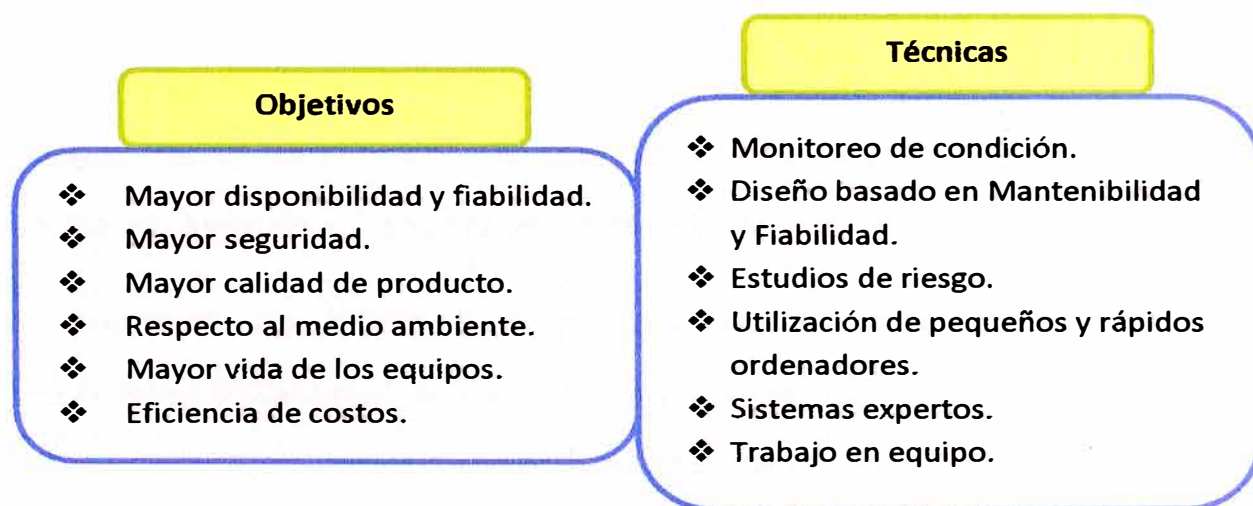 Objetivos
❖ Mayor disponibilidad y fiabilidad.
❖ Mayor seguridad.
❖ Mayor calidad de producto.
❖ Respecto al medio ambiente.
❖ Mayor vida de los equipos.
❖ Eficiencia de costos.
Técnicas
❖ Monitoreo de condición.
❖ Diseño basado en Mantenibilidad
y Fiabilidad.
❖ Estudios de riesgo.
❖ Utilización de pequeños y rápidos
ordenadores.
❖ Sistemas expertos.
❖ Trabajo en equipo.